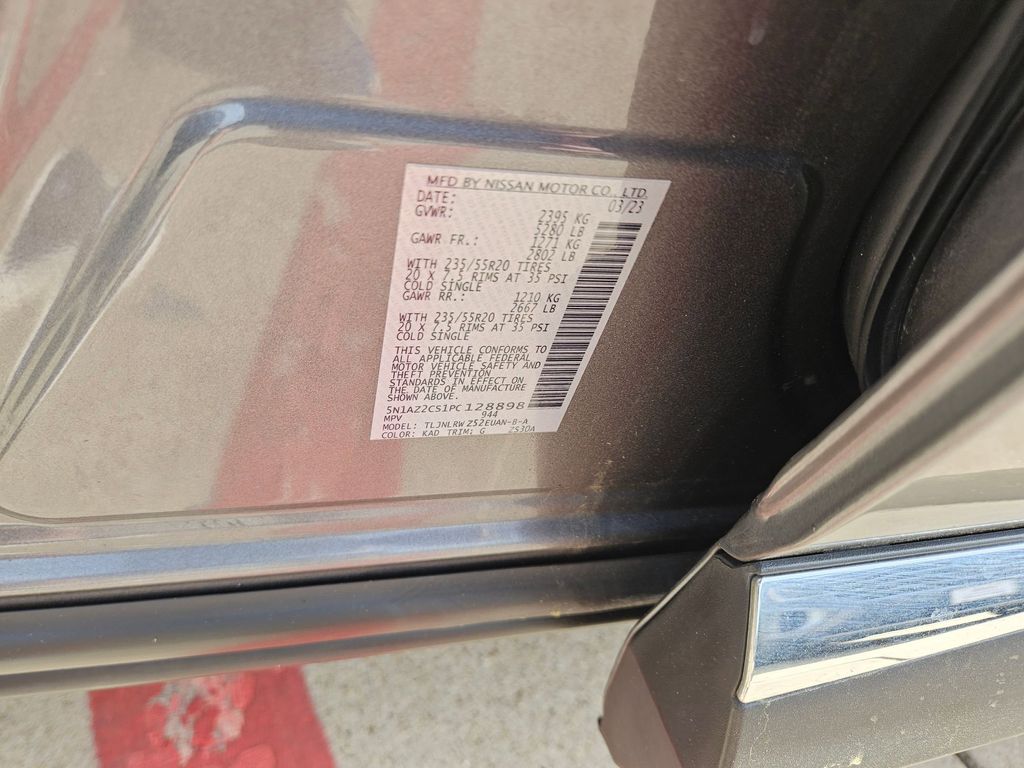 MFD BY NISSAN MOTOR CO., LTD.
DATE: 03/23
GVWR: 2395 KG
5280 LB
GAWR FR.: 1271 KG
2802 LB
WITH 235/55R20 TIRES
20 X 7.5 RIMS AT 35 PSI
COLD SINGLE
GAWR RR.: 1210 KG
2667 LB
WITH 235/55R20 TIRES
20 X 7.5 RIMS AT 35 PSI
COLD SINGLE
THIS VEHICLE CONFORMS TO
ALL APPLICABLE FEDERAL
MOTOR VEHICLE SAFETY AND
THEFT PREVENTION
STANDARDS IN EFFECT ON
THE DATE OF MANUFACTURE
SHOWN ABOVE.
5N1AZ2CS1PC128898
MPV 944
MODEL: TLJNLRW Z52EUAN-B-A
COLOR: KAD TRIM: G